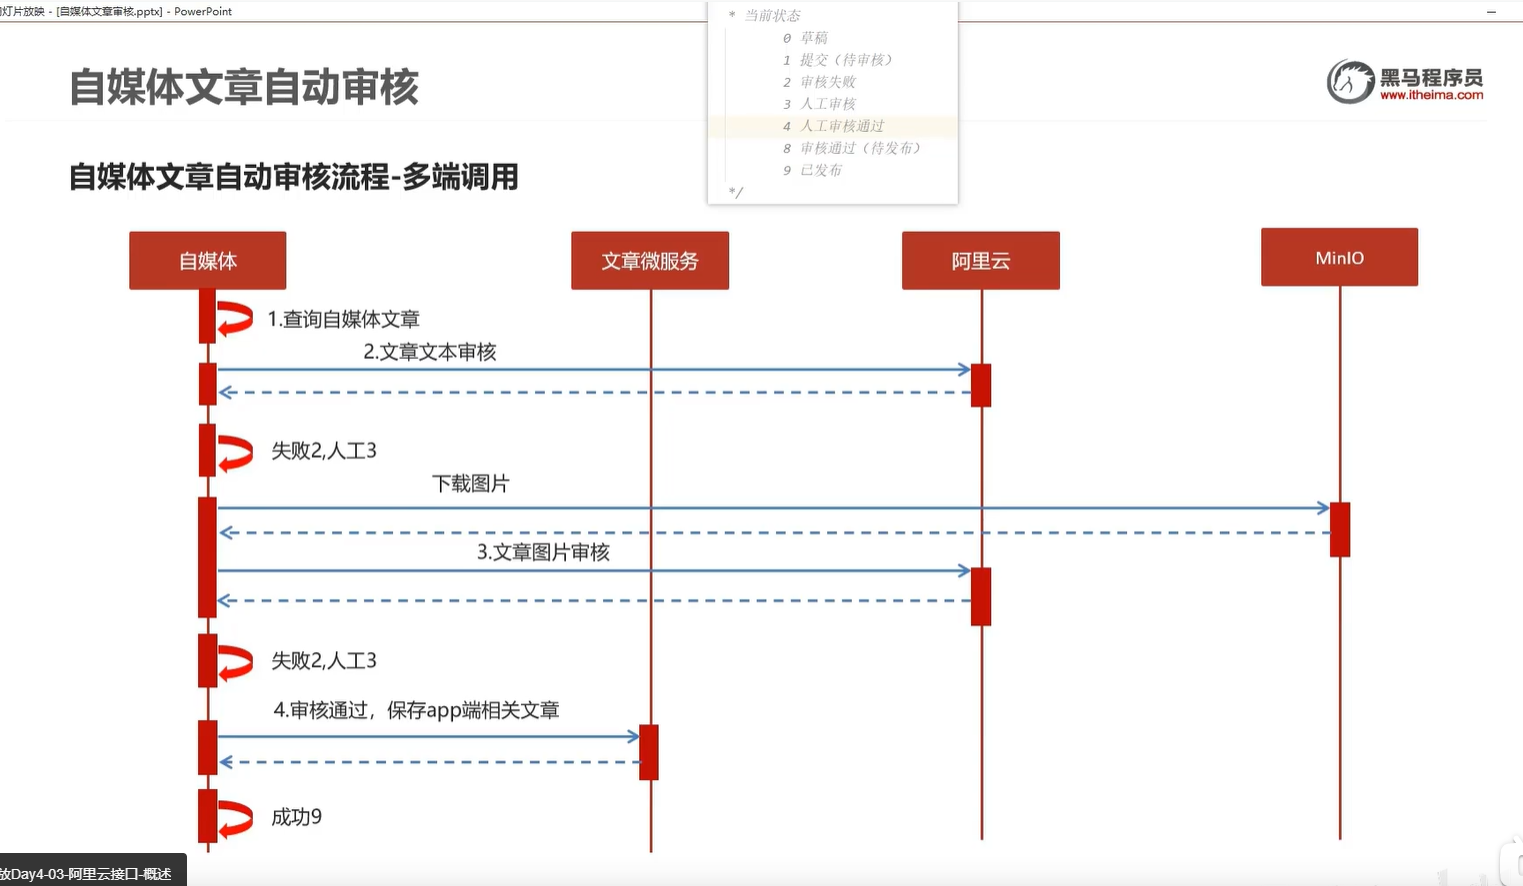 灯片放映 - [自媒体文章审核.pptx] - PowerPoint
* 当前状态
0 草稿
1 提交（待审核）
2 审核失败
3 人工审核
4 人工审核通过
8 审核通过（待发布）
9 已发布
*/
自媒体文章自动审核
黑马程序员
www.itheima.com
自媒体文章自动审核流程-多端调用
自媒体
文章微服务
阿里云
MinIO
1.查询自媒体文章
2.文章文本审核
失败2,人工3
下载图片
3.文章图片审核
失败2,人工3
4.审核通过，保存app端相关文章
成功9
放Day4-03-阿里云接口-概述